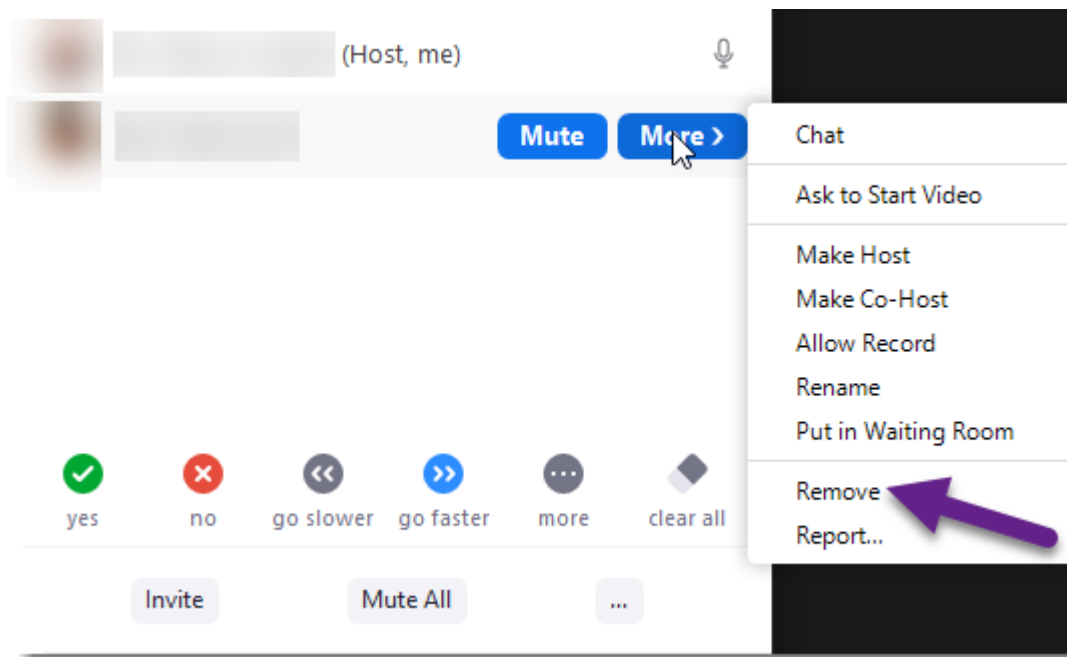 (Host, me)
Mute More >
Chat
Ask to Start Video
Make Host
Make Co-Host
Allow Record
Rename
Put in Waiting Room
Remove
Report...
yes no go slower go faster more clear all
Invite Mute All ...